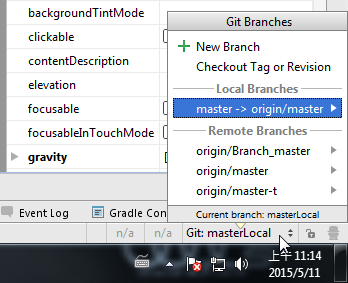 backgroundTintMode
clickable
contentDescription
elevation
focusable
focusableInTouchMode
gravity
Git Branches
New Branch
Checkout Tag or Revision
Local Branches
master -> origin/master
Remote Branches
origin/Branch_master
origin/master
origin/master-t
Current branch: masterLocal
Event Log
Gradle Con
n/a
n/a
Git: masterLocal
上午 11:14
2015/5/11